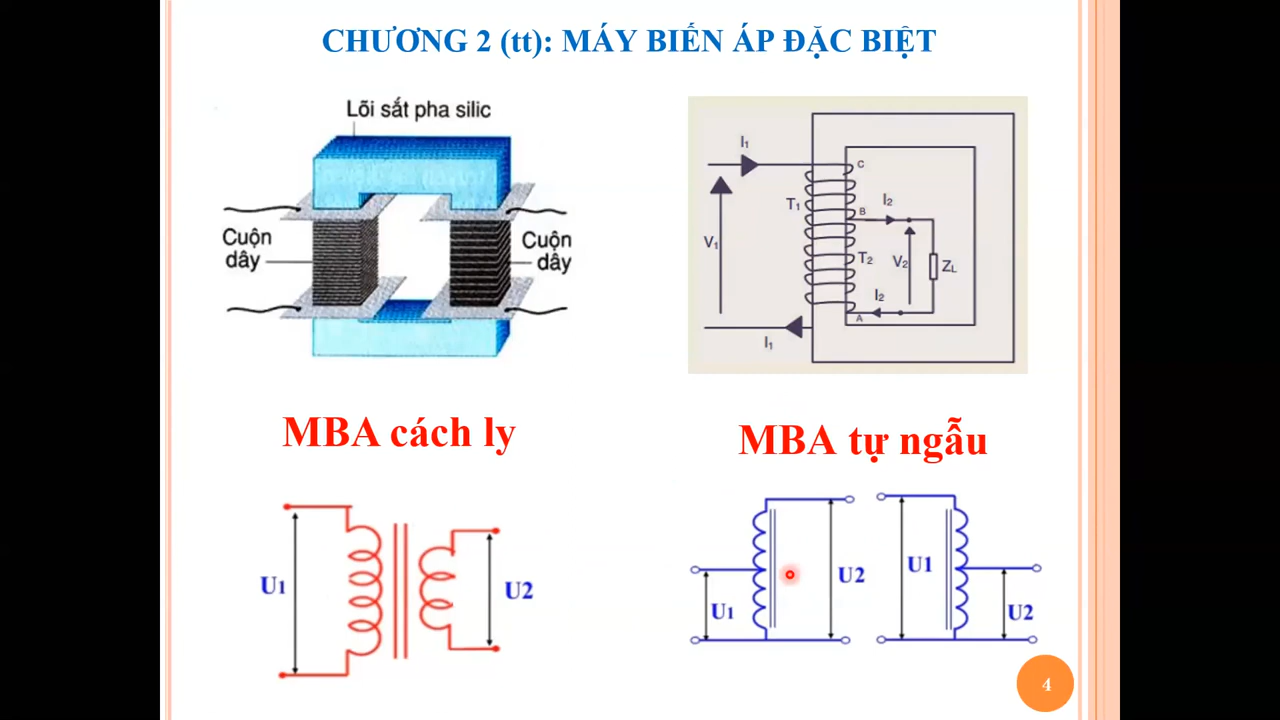 CHƯƠNG 2 (tt): MÁY BIẾN ÁP ĐẶC BIỆT
Lõi sắt pha silic
Cuộn
dây
Cuộn
dây
I1
C
T1
B
I2
V1
T2
V2
ZL
I2
A
I1
MBA cách ly
MBA tự ngẫu
U1
U2
U1
U2
U1
U2
4